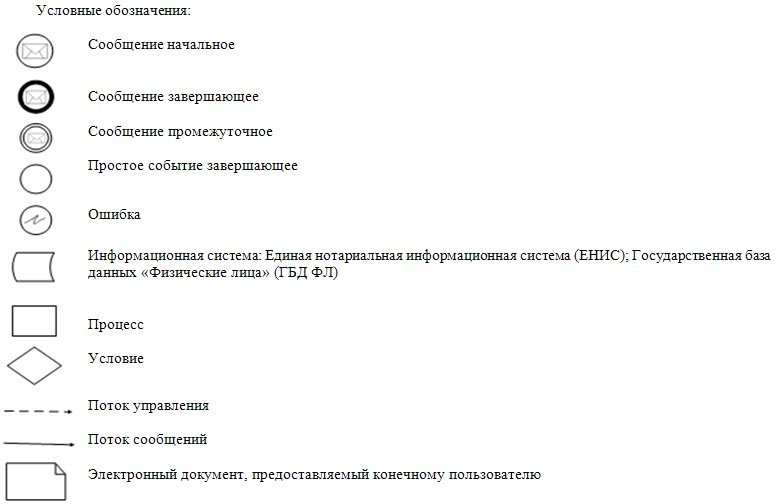 Условные обозначения:
Сообщение начальное
Сообщение завершающее
Сообщение промежуточное
Простое событие завершающее
Ошибка
Информационная система: Единая нотариальная информационная система (ЕНИС); Государственная база
данных «Физические лица» (ГБД ФЛ)
Процесс
Условие
Поток управления
Поток сообщений
Электронный документ, предоставляемый конечному пользователю